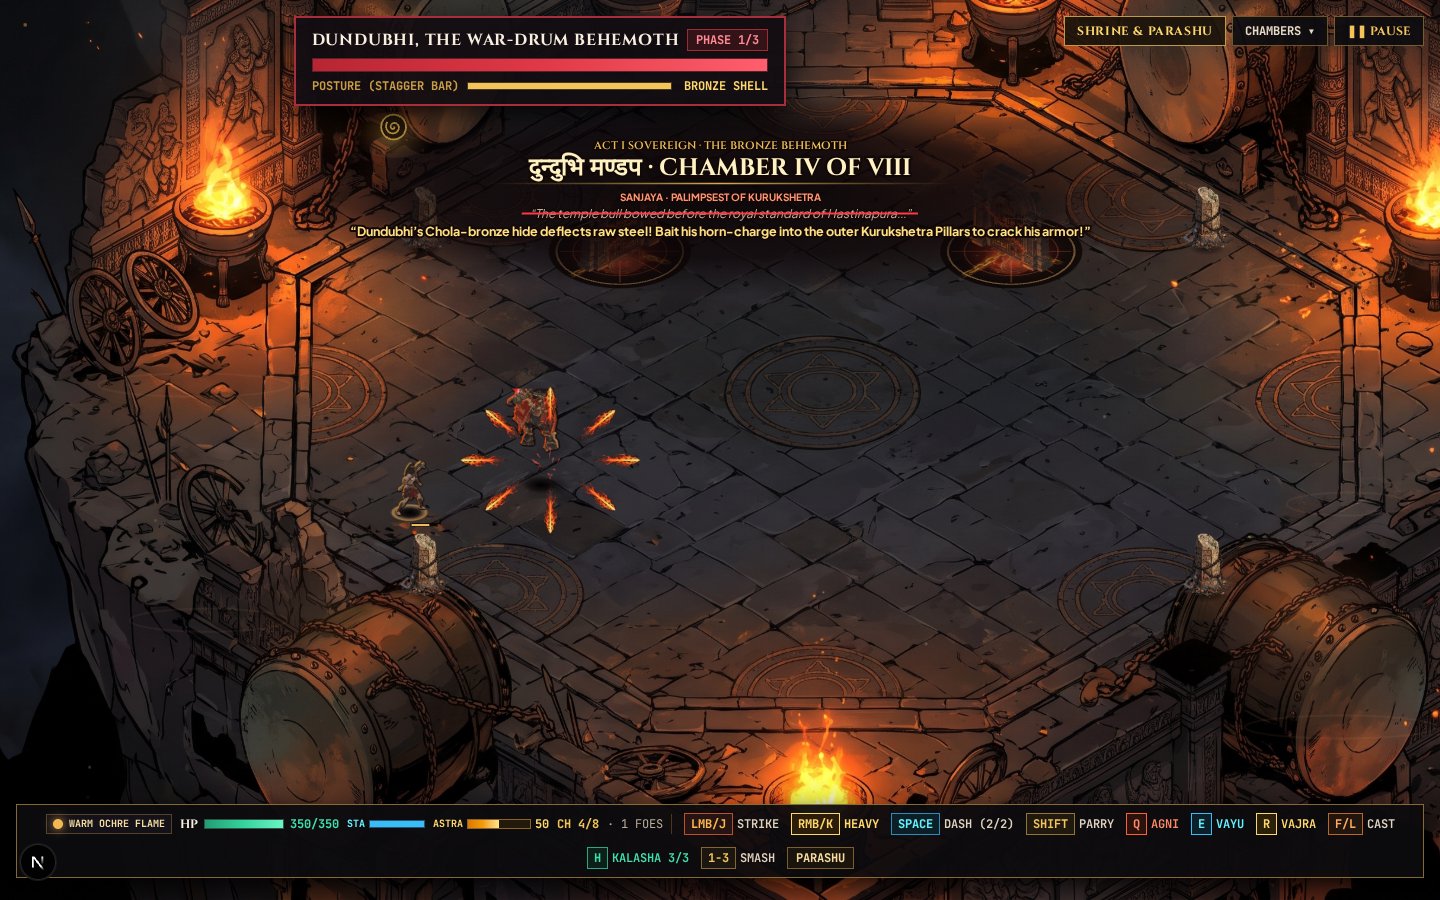 DUNDUBHI, THE WAR-DRUM BEHEMOTH PHASE 1/3
POSTURE (STAGGER BAR) BRONZE SHELL
SHRINE & PARASHU CHAMBERS ▾ ❚❚ PAUSE
ACT I SOVEREIGN · THE BRONZE BEHEMOTH
दुन्दुभि मण्डप · CHAMBER IV OF VIII
SANJAYA · PALIMPSEST OF KURUKSHETRA
"The temple bull bowed before the royal standard of Hastinapura..."
“Dundubhi's Chola-bronze hide deflects raw steel! Bait his horn-charge into the outer Kurukshetra Pillars to crack his armor!”
WARM OCHRE FLAME HP 350/350 STA ASTRA 50 CH 4/8 · 1 FOES LMB/J STRIKE RMB/K HEAVY SPACE DASH (2/2) SHIFT PARRY Q AGNI E VAYU R VAJRA F/L CAST
H KALASHA 3/3 1-3 SMASH PARASHU
N